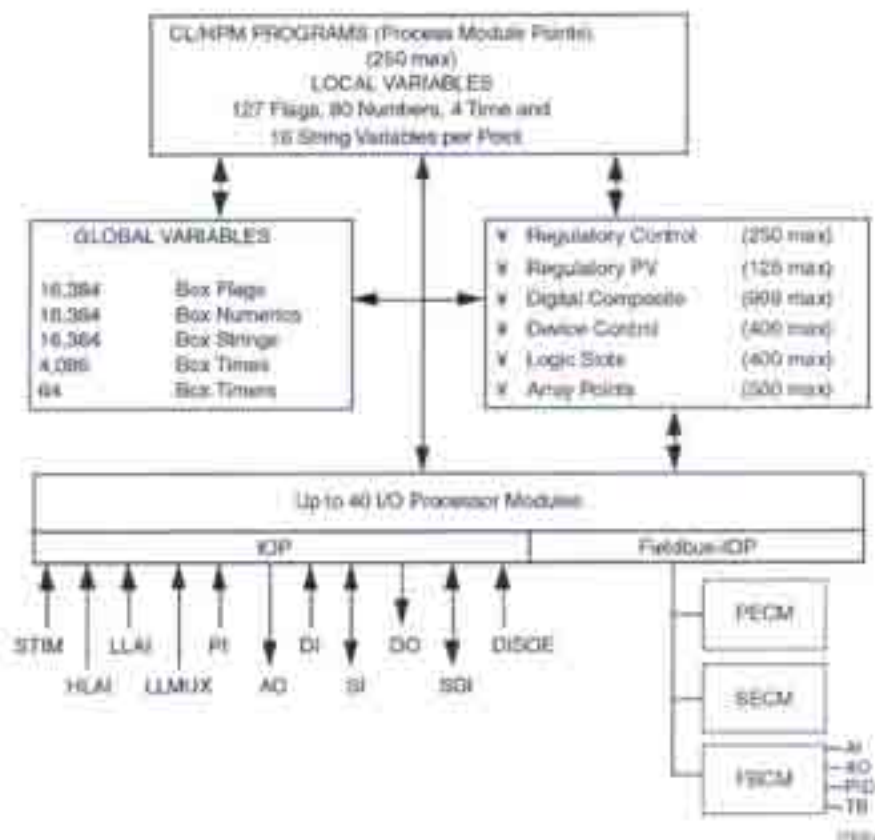 CL/HPM PROGRAMS (Process Module Points)
(250 max)
LOCAL VARIABLES
127 Flags, 80 Numbers, 4 Time and
16 String Variables per Point
GLOBAL VARIABLES
16,384 Box Flags
16,384 Box Numerics
16,384 Box Strings
4,096 Box Times
64 Box Timers
¥ Regulatory Control (250 max)
¥ Regulatory PV (125 max)
¥ Digital Composite
¥ Device Control (400 max)
¥ Logic Slots (400 max)
¥ Array Points (500 max)
Up to 40 I/O Processor Modules
IOP
Fieldbus-IOP
STIM
LLAI
PI
DI
DO
DISOE
HLAI
LLMUX
AO
SI
SDI
PECM
SECM
FBCM
AI
AO
PID
TB